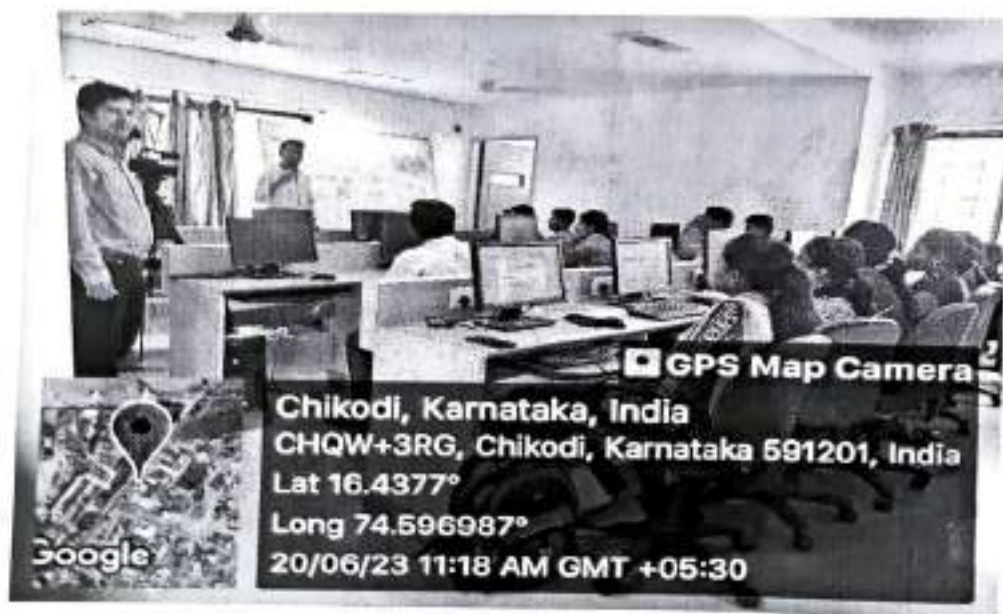 GPS Map Camera
Chikodi, Karnataka, India
CHQW+3RG, Chikodi, Karnataka 591201, India
Lat 16.4377°
Long 74.596987°
20/06/23 11:18 AM GMT +05:30
Google